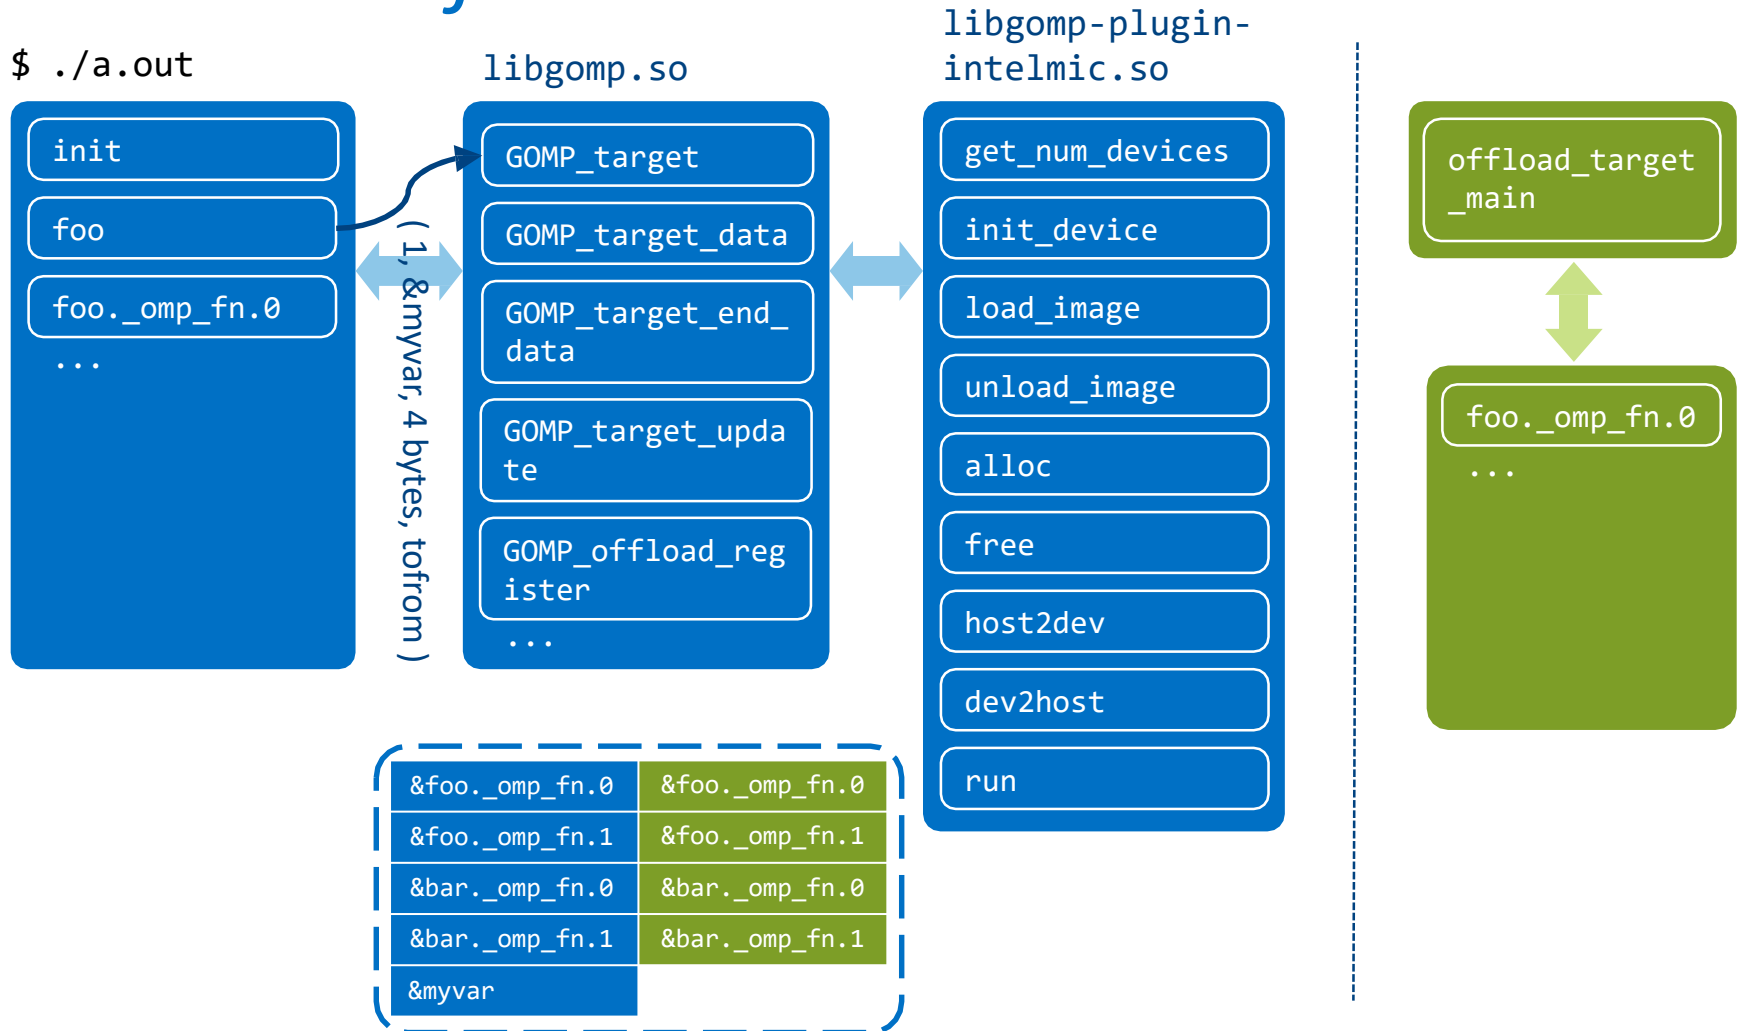 $ ./a.out
init
foo
foo._omp_fn.0
...
( 1, &myvar, 4 bytes, tofrom )
libgomp.so
GOMP_target
GOMP_target_data
GOMP_target_end_
data
GOMP_target_upda
te
GOMP_offload_reg
ister
...
libgomp-plugin-
intelmic.so
get_num_devices
init_device
load_image
unload_image
alloc
free
host2dev
dev2host
run
offload_target
_main
foo._omp_fn.0
...
&foo._omp_fn.0 &foo._omp_fn.0
&foo._omp_fn.1 &foo._omp_fn.1
&bar._omp_fn.0 &bar._omp_fn.0
&bar._omp_fn.1 &bar._omp_fn.1
&myvar